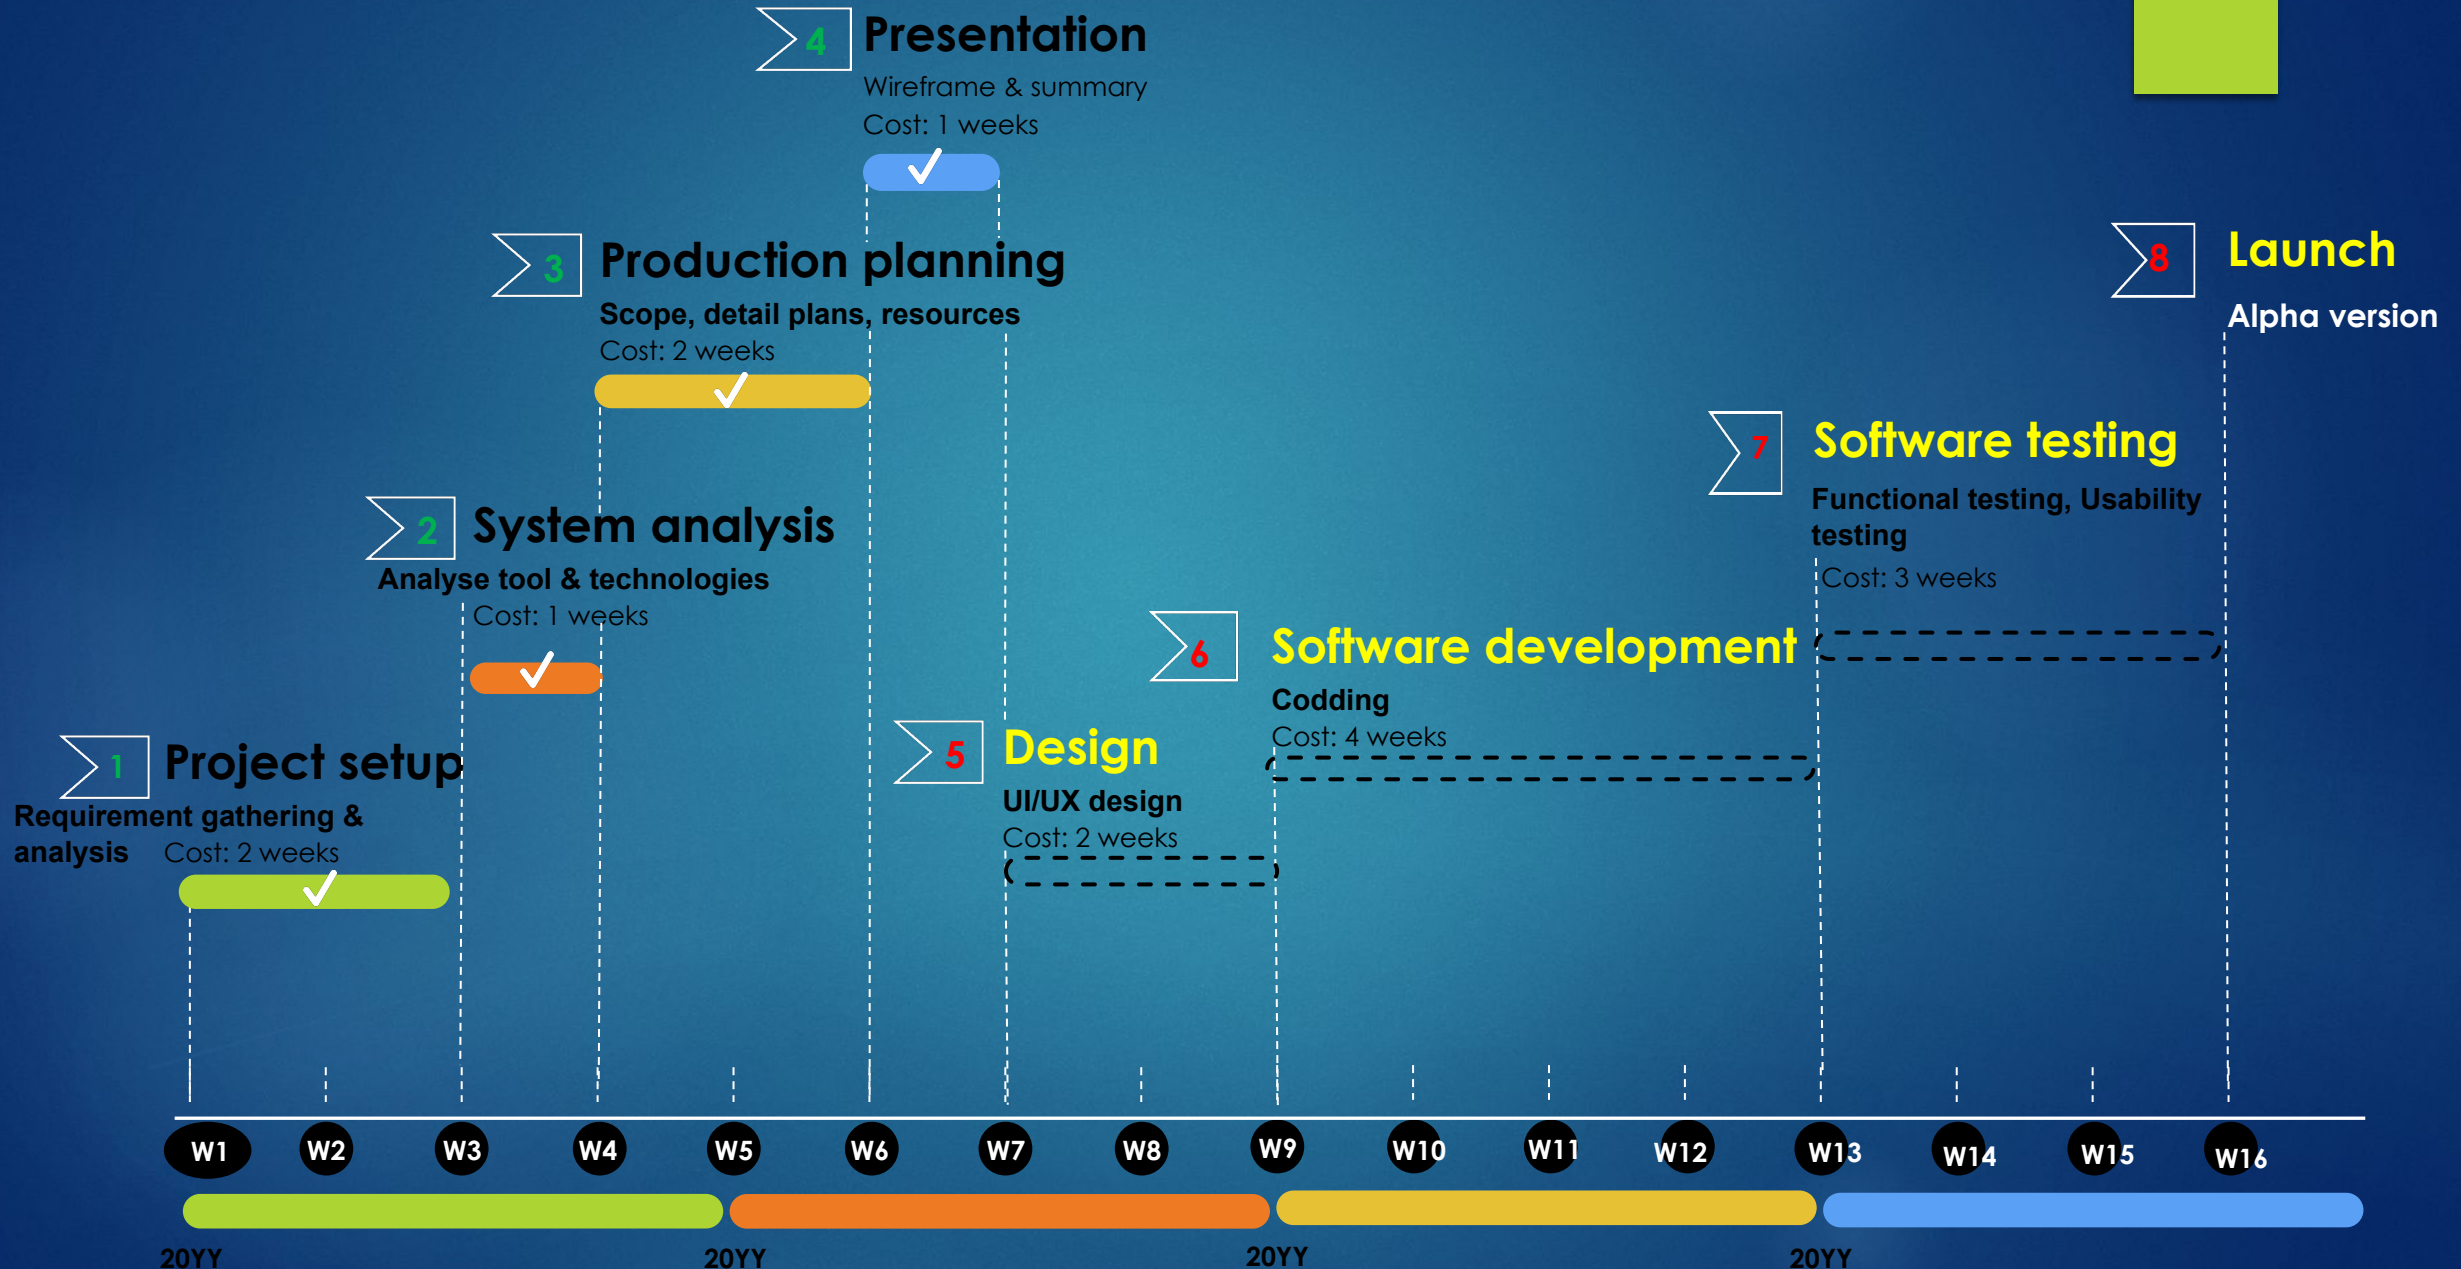 4
Presentation
Wireframe & summary
Cost: 1 weeks
3
Production planning
Scope, detail plans, resources
Cost: 2 weeks
8
Launch
Alpha version
7
Software testing
Functional testing, Usability
testing
Cost: 3 weeks
2
System analysis
Analyse tool & technologies
Cost: 1 weeks
6
Software development
Codding
Cost: 4 weeks
5
Design
UI/UX design
Cost: 2 weeks
1
Project setup
Requirement gathering &
analysis
Cost: 2 weeks
W1 W2 W3 W4 W5 W6 W7 W8 W9 W10 W11 W12 W13 W14 W15 W16
20YY 20YY 20YY 20YY